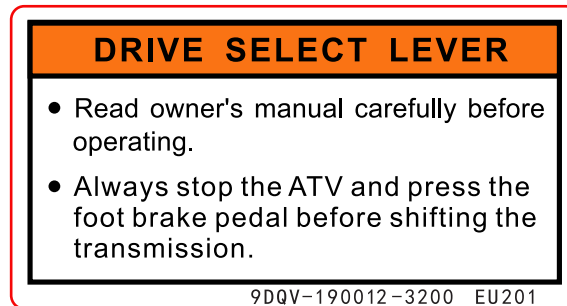 DRIVE SELECT LEVER
● Read owner's manual carefully before
operating.
● Always stop the ATV and press the
foot brake pedal before shifting the
transmission.
9DQV-190012-3200 EU201